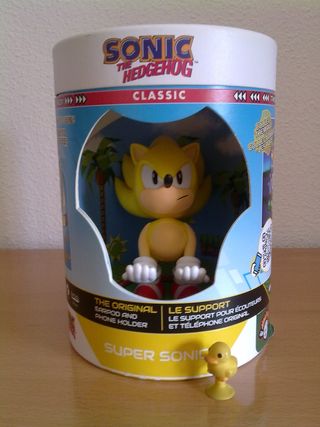 SONIC
THE HEDGEHOG
CLASSIC
THE ORIGINAL
EARPOD AND
PHONE HOLDER
LE SUPPORT
LE SUPPORT POUR ÉCOUTEURS
ET TÉLÉPHONE ORIGINAL
SUPER SONIC